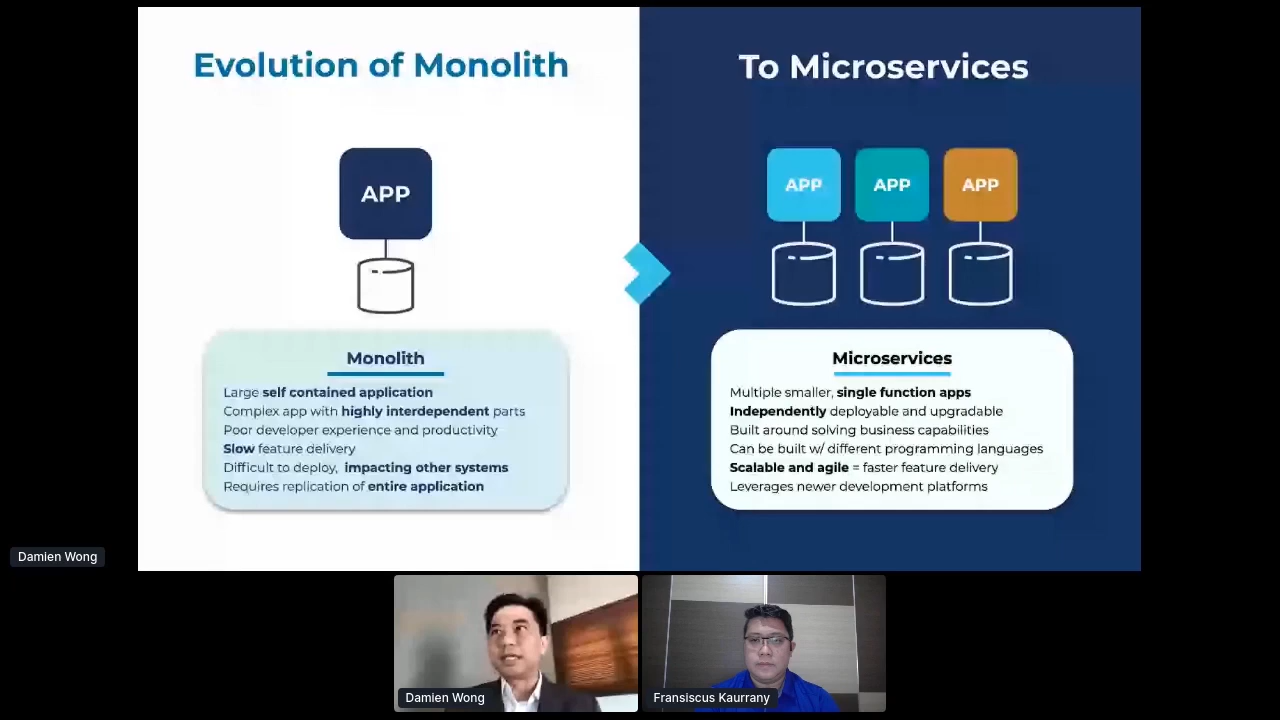 Evolution of Monolith
To Microservices
APP
APP
APP
APP
Monolith
Large self contained application
Complex app with highly interdependent parts
Poor developer experience and productivity
Slow feature delivery
Difficult to deploy, impacting other systems
Requires replication of entire application
Microservices
Multiple smaller, single function apps
Independently deployable and upgradable
Built around solving business capabilities
Can be built w/ different programming languages
Scalable and agile = faster feature delivery
Leverages newer development platforms
Damien Wong
Damien Wong
Fransiscus Kaurrany